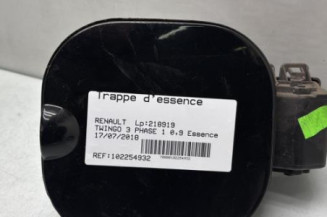 Trappe d'essence
RENAULT Lp:218919
TWINGO 3 PHASE 1 0.9 Essence
17/07/2018
REF:102254932